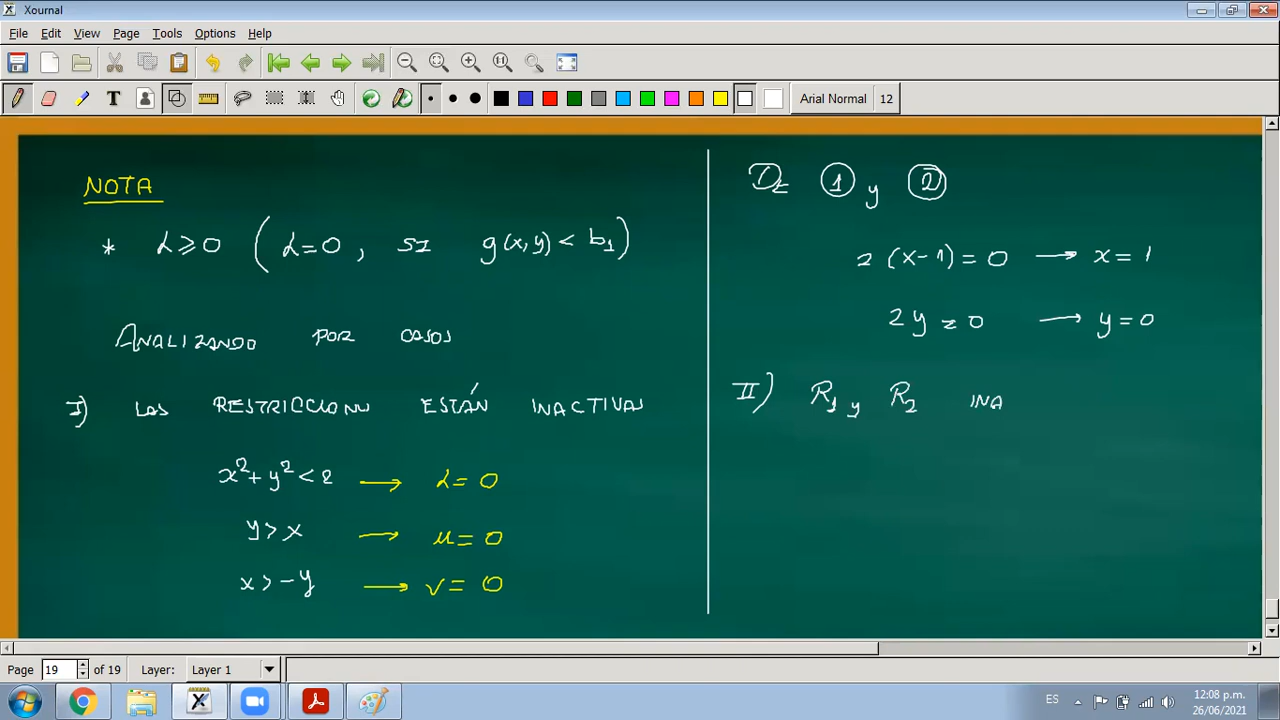 Xournal
File Edit View Page Tools Options Help
Arial Normal 12
NOTA
* λ≥0 (λ=0, SI g(x,y) < b₁)
ANALIZANDO POR CASOS
I) LAS RESTRICCIONES ESTÁN INACTIVAS
x²+y²<2 → λ=0
y>x → μ=0
x>-y → v=0
DE ① y ②
2(x-1)=0 → x=1
2y=0 → y=0
II) R₁ y R₂ INA
Page 19 of 19 Layer: Layer 1
ES 12:08 p.m.
26/06/2021